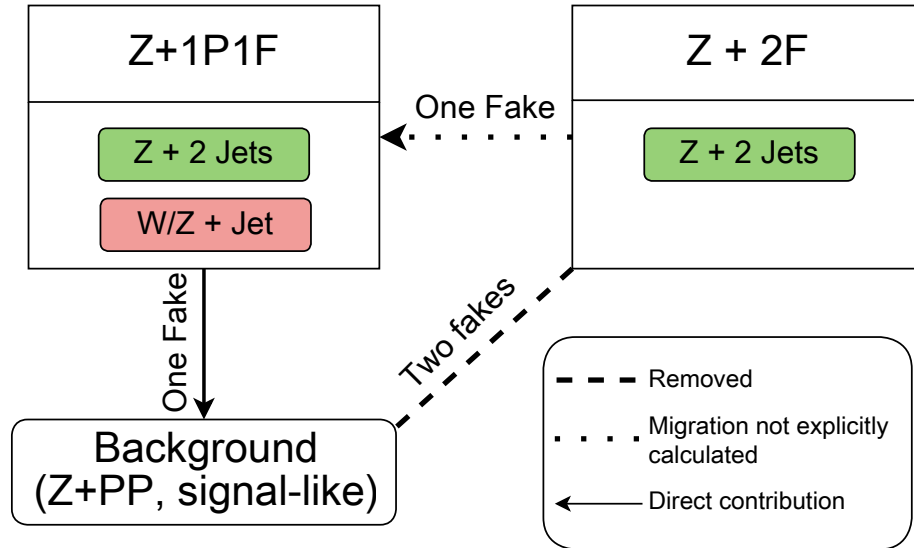 Z+1P1F
Z + 2F
One Fake
Z + 2 Jets
Z + 2 Jets
W/Z + Jet
One Fake
Two fakes
Background
(Z+PP, signal-like)
Removed
Migration not explicitly
calculated
Direct contribution